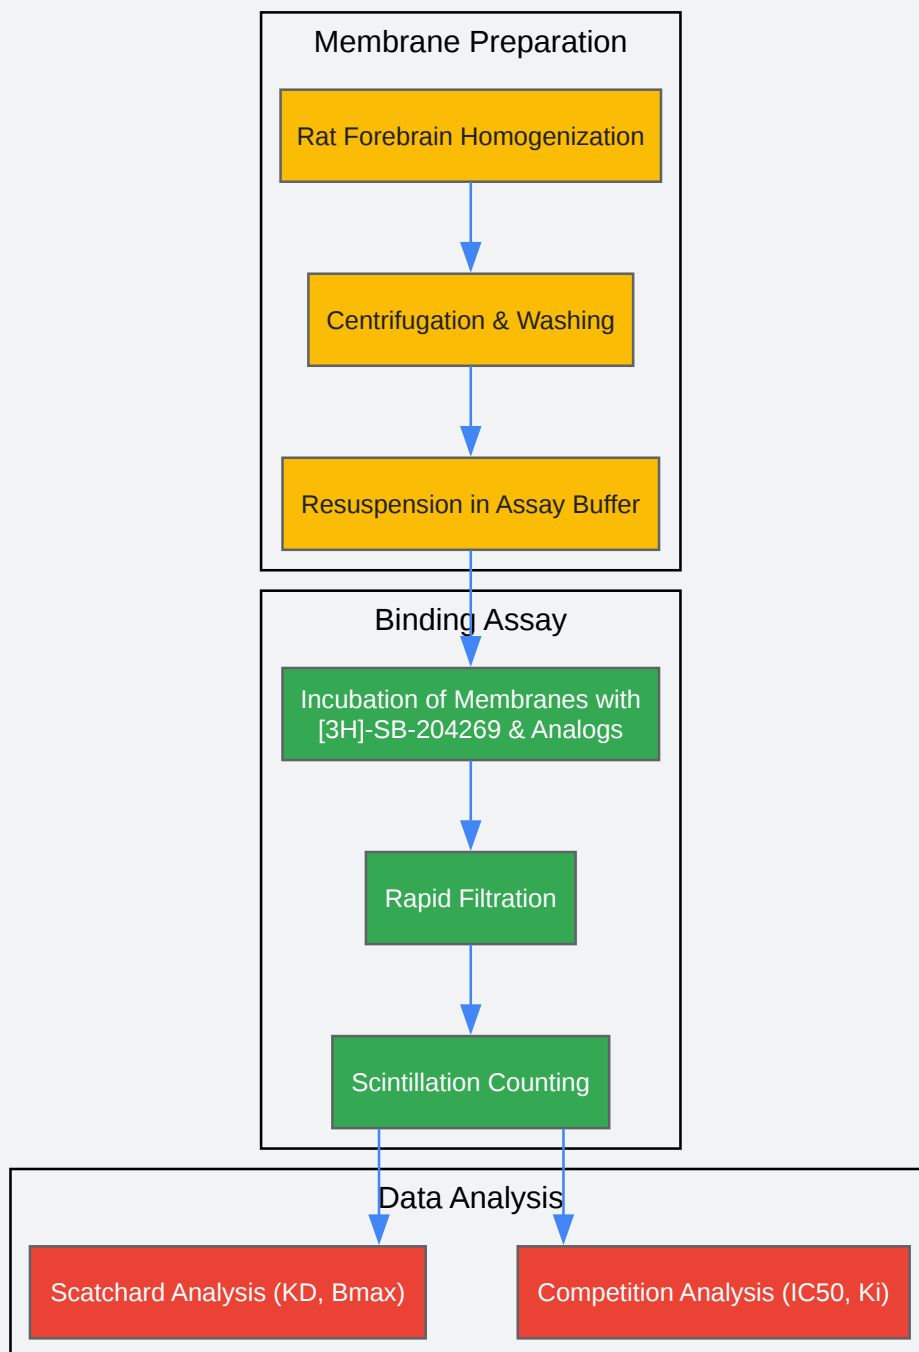 Membrane Preparation
Rat Forebrain Homogenization
Centrifugation & Washing
Resuspension in Assay Buffer
Binding Assay
Incubation of Membranes with
[3H]-SB-204269 & Analogs
Rapid Filtration
Scintillation Counting
Data Analysis
Scatchard Analysis (KD, Bmax)
Competition Analysis (IC50, Ki)